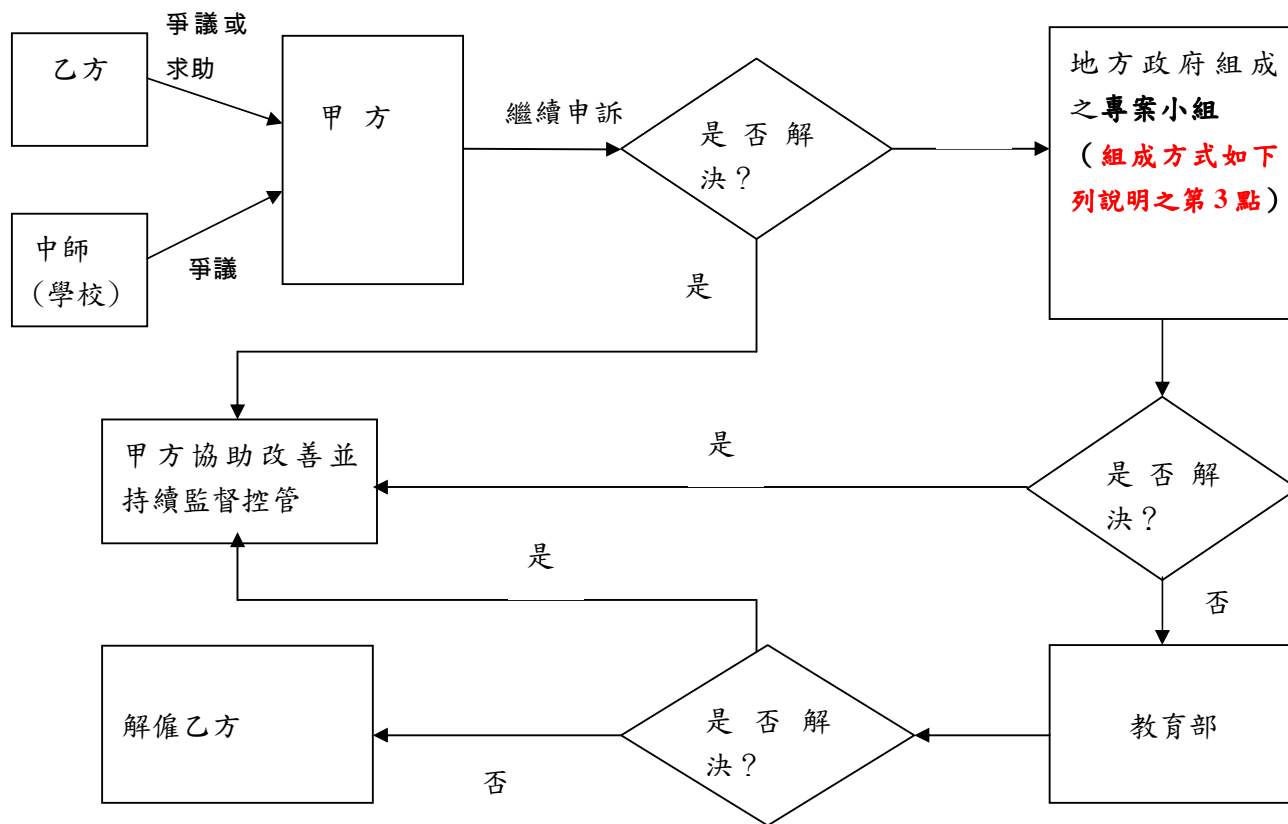 爭議或
求助
乙方
甲方
繼續申訴
是否解
決？
地方政府組成
之專案小組
（組成方式如下
列說明之第3點）
中師
（學校）
爭議
是
甲方協助改善並
持續監督控管
是
是否解
決？
是
否
解僱乙方
是否解
決？
教育部
否